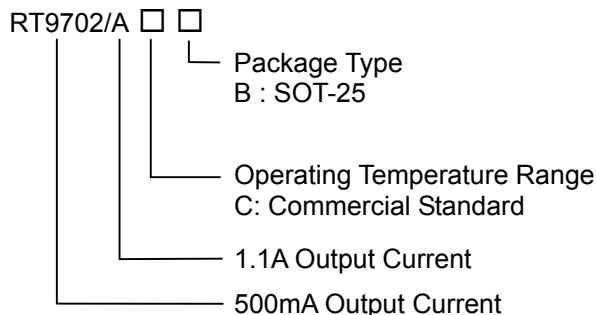 RT9702/A □ □
Package Type
B : SOT-25
Operating Temperature Range
C: Commercial Standard
1.1A Output Current
500mA Output Current